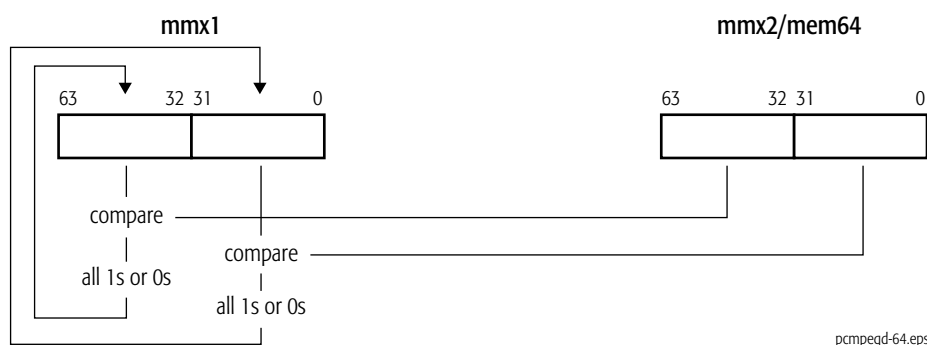 mmx1 mmx2/mem64
63 32 31 0 63 32 31 0
compare
compare
all 1s or 0s
all 1s or 0s
pcmpeqd-64.eps